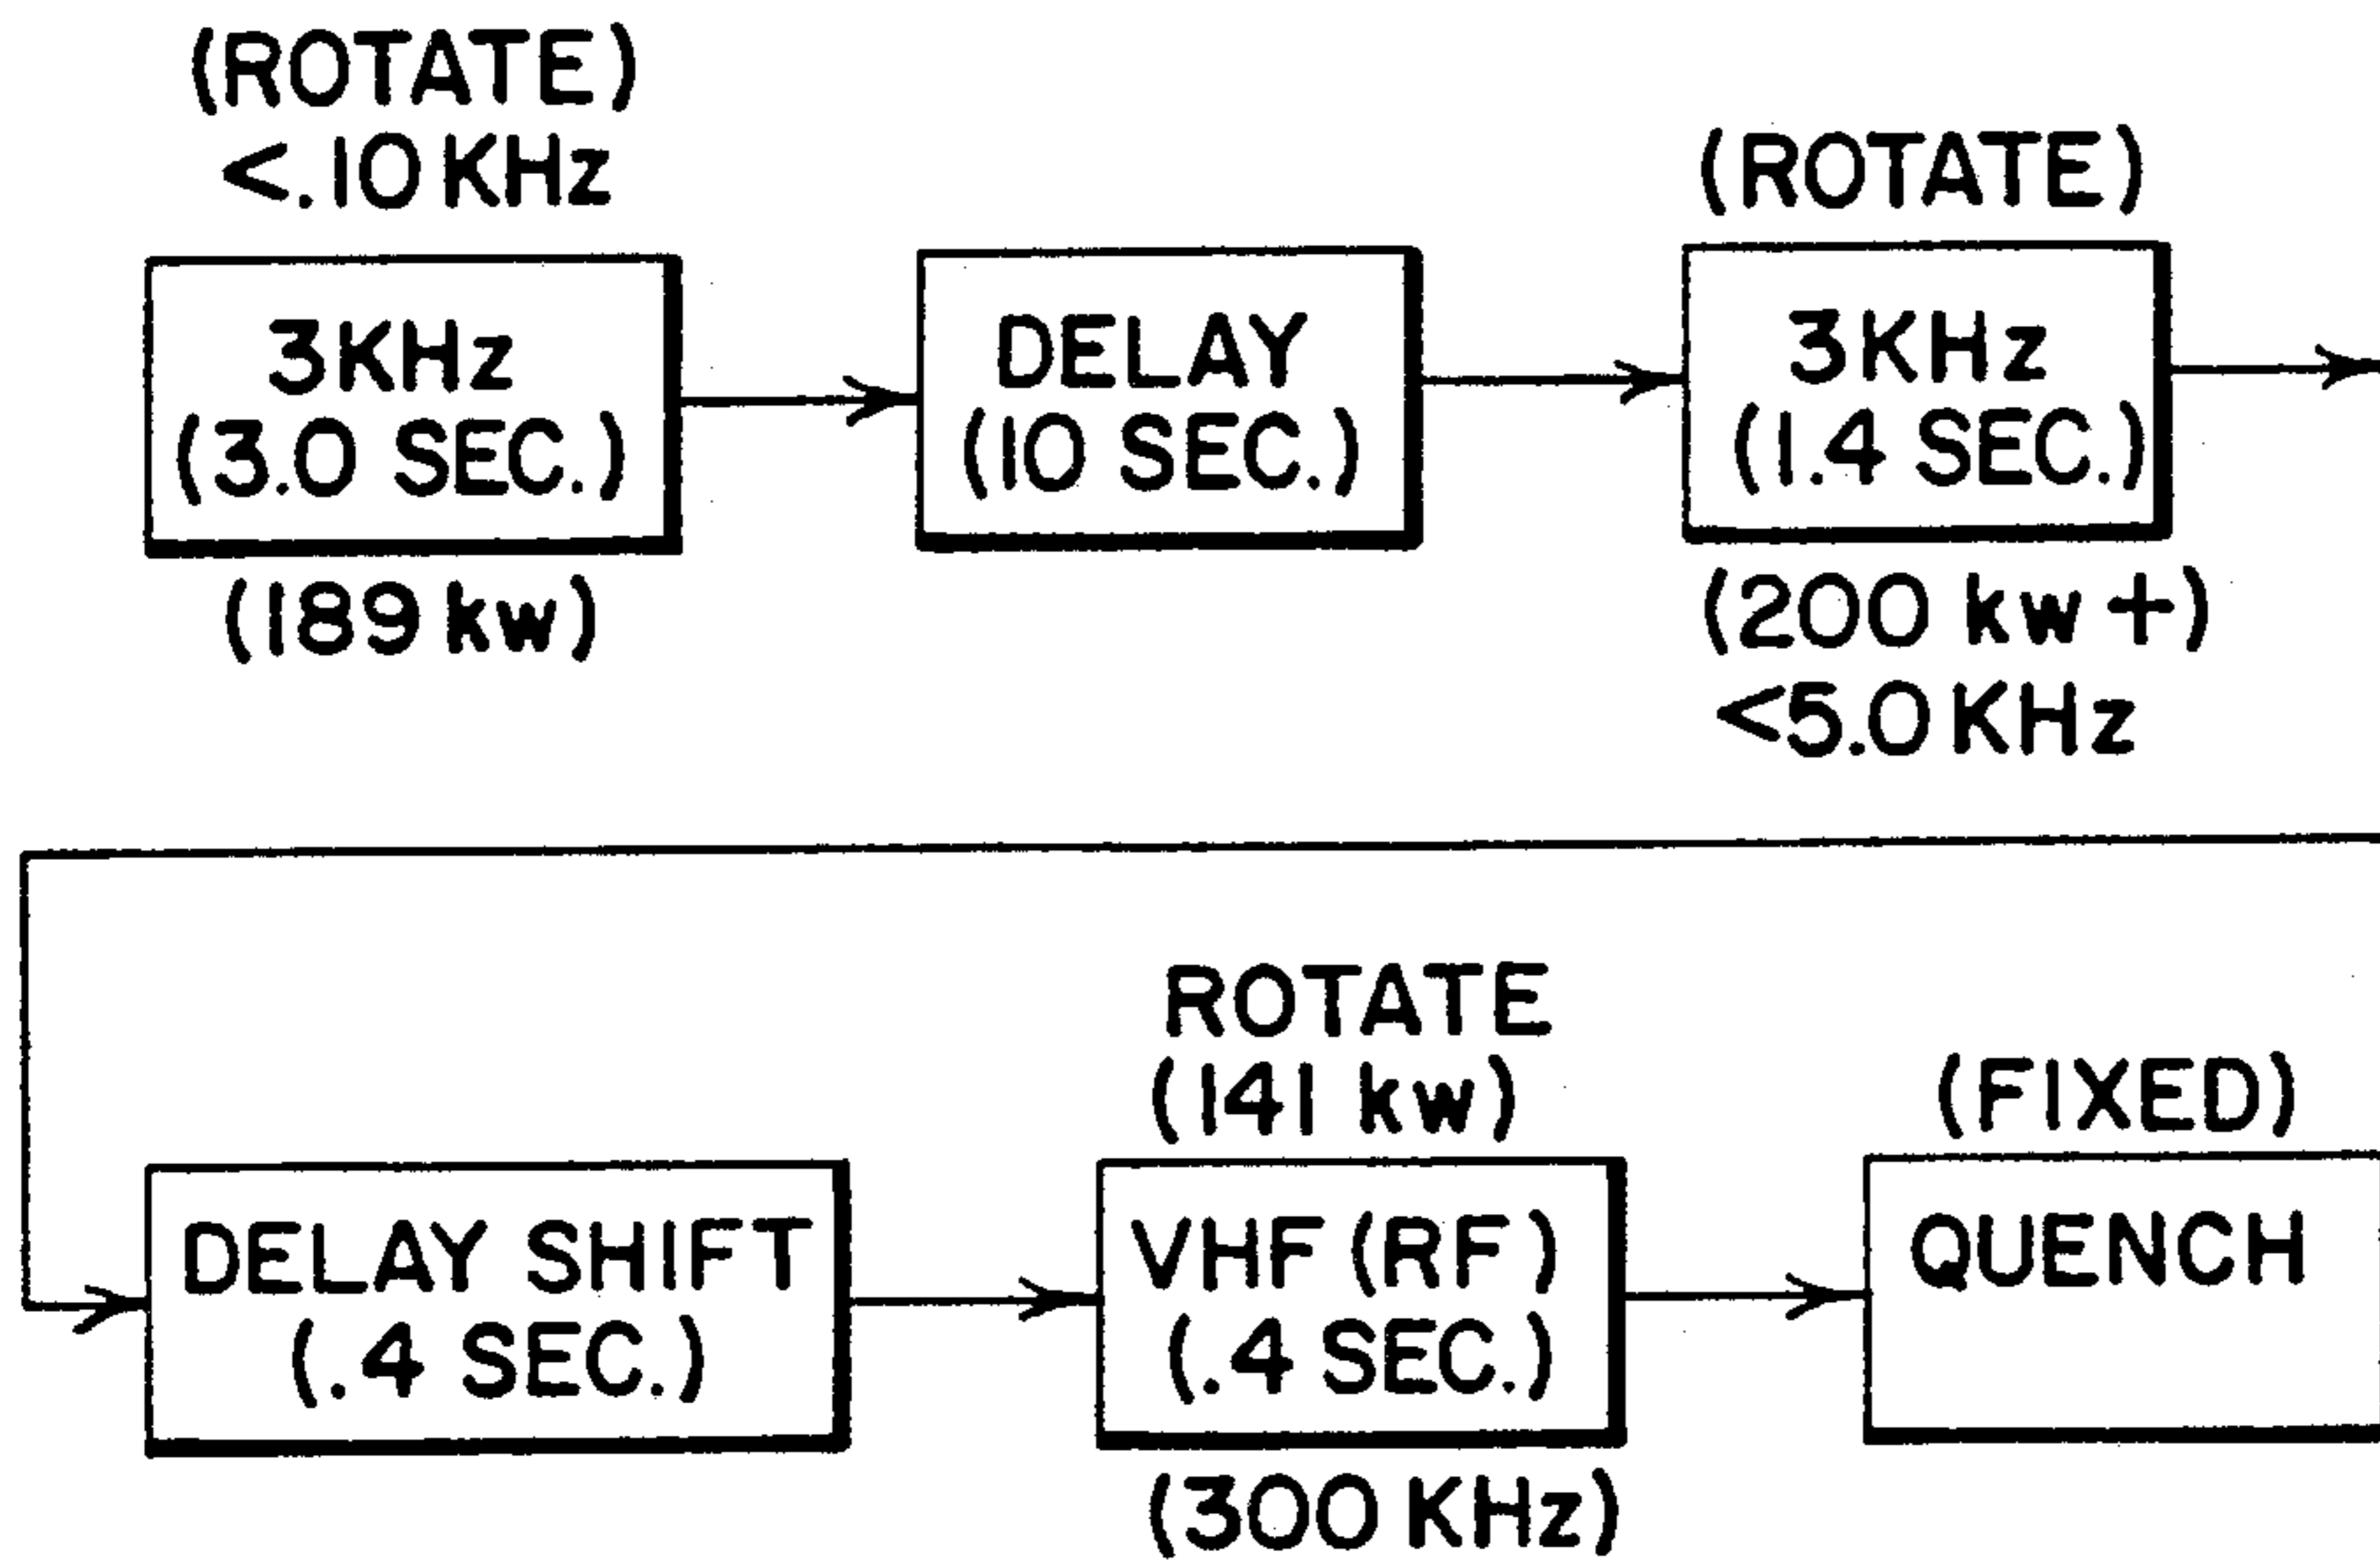 (ROTATE)
<.10 KHz
3KHz
(3.0 SEC.)
(189 kw)
DELAY
(10 SEC.)
(ROTATE)
3KHz
(1.4 SEC.)
(200 kw +)
<5.0 KHz
DELAY SHIFT
(.4 SEC.)
ROTATE
(141 kw)
VHF (RF)
(.4 SEC.)
(300 KHz)
(FIXED)
QUENCH